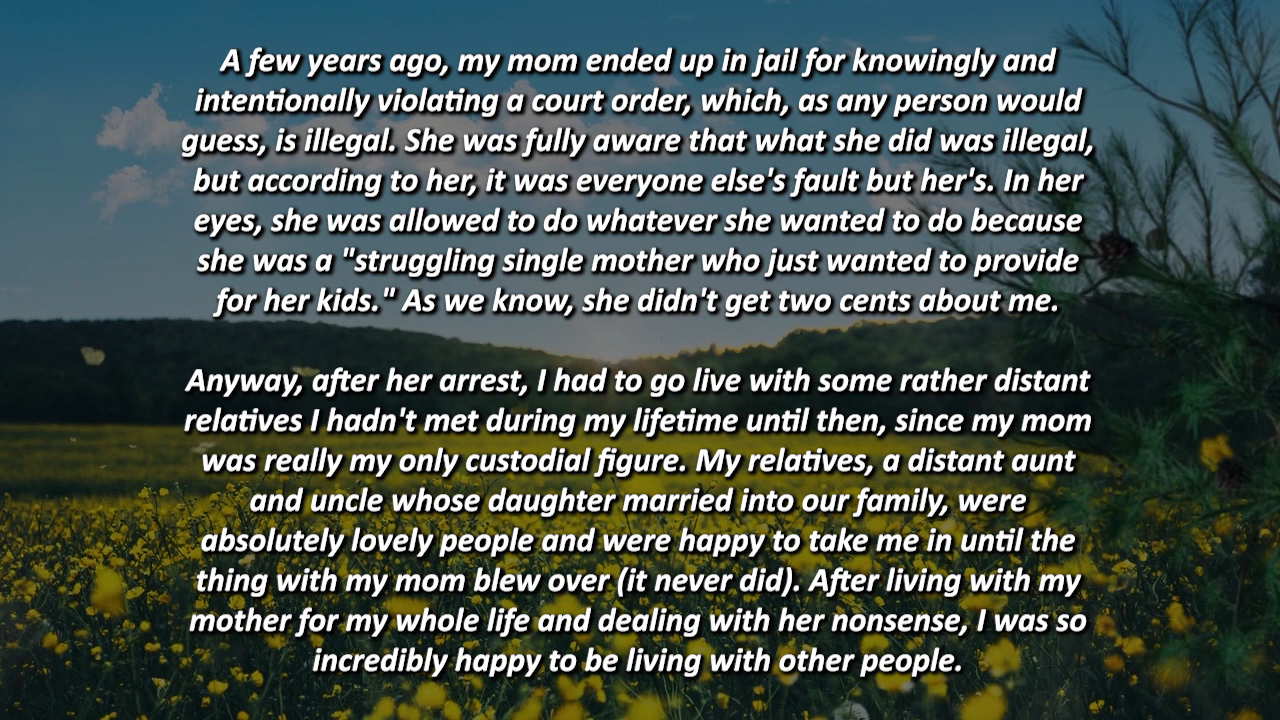 A few years ago, my mom ended up in jail for knowingly and
intentionally violating a court order, which, as any person would
guess, is illegal. She was fully aware that what she did was illegal,
but according to her, it was everyone else's fault but her's. In her
eyes, she was allowed to do whatever she wanted to do because
she was a "struggling single mother who just wanted to provide
for her kids." As we know, she didn't get two cents about me.
Anyway, after her arrest, I had to go live with some rather distant
relatives I hadn't met during my lifetime until then, since my mom
was really my only custodial figure. My relatives, a distant aunt
and uncle whose daughter married into our family, were
absolutely lovely people and were happy to take me in until the
thing with my mom blew over (it never did). After living with my
mother for my whole life and dealing with her nonsense, I was so
incredibly happy to be living with other people.